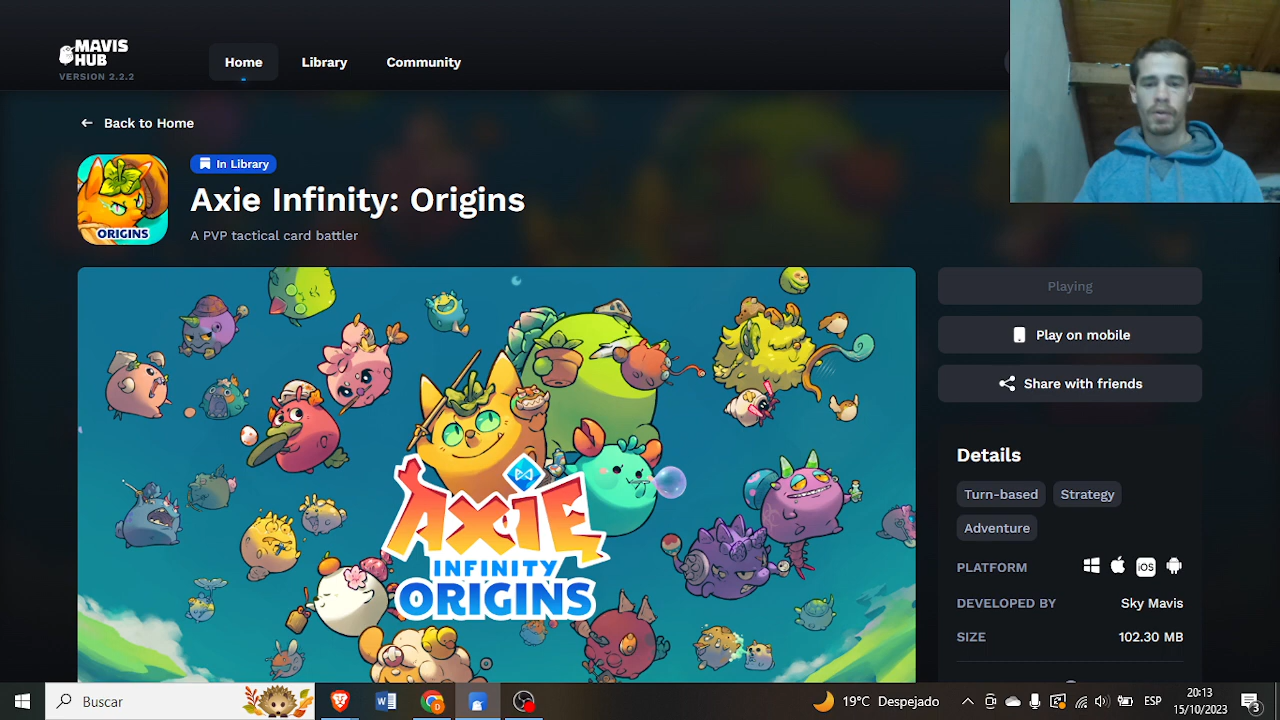 MAVIS
HUB
VERSION 2.2.2
Home
Library
Community
Back to Home
In Library
Axie Infinity: Origins
A PVP tactical card battler
ORIGINS
Playing
Play on mobile
Share with friends
AXIE
INFINITY
ORIGINS
Details
Turn-based
Strategy
Adventure
PLATFORM
iOS
DEVELOPED BY
Sky Mavis
SIZE
102.30 MB
Buscar
19°C Despejado
ESP
20:13
15/10/2023
3